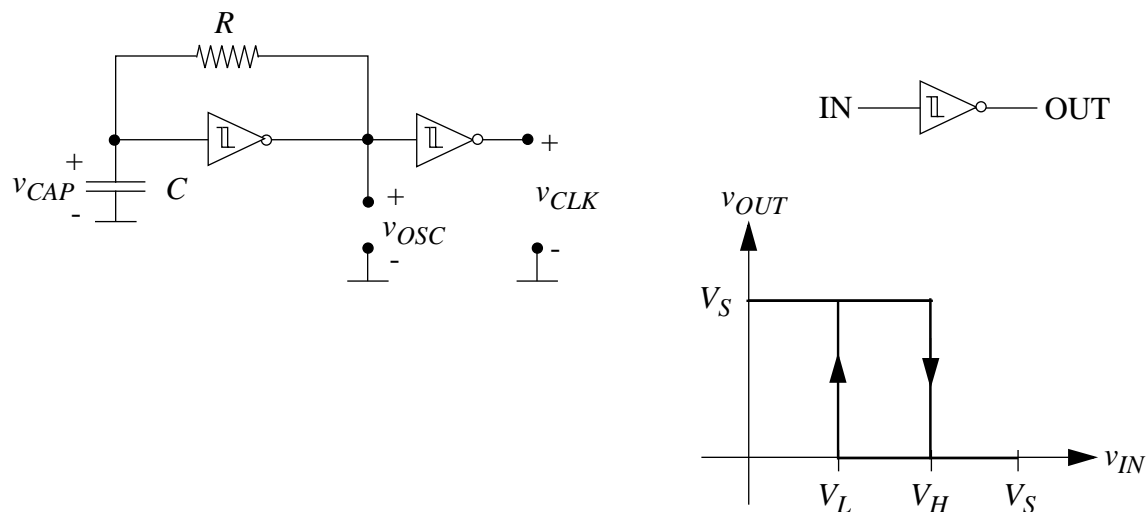 R
IN OUT
+
v_CAP C
-
+
v_OSC
-
+
v_CLK
-
v_OUT
V_S
v_IN
V_L V_H V_S